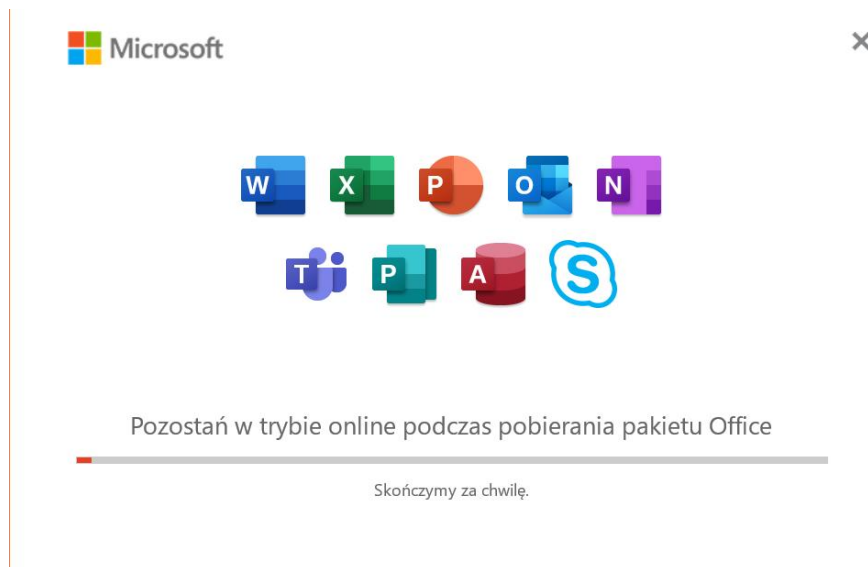 Microsoft
W X P O N
T P A S
Pozostań w trybie online podczas pobierania pakietu Office
Skończymy za chwilę.